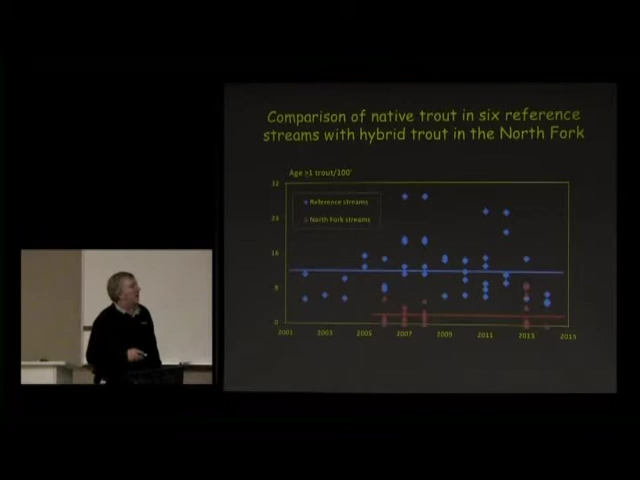 Comparison of native trout in six reference
streams with hybrid trout in the North Fork
Age >1 trout/100'
32
24
16
8
0
Reference streams
North Fork streams
2001 2003 2005 2007 2009 2011 2013 2015